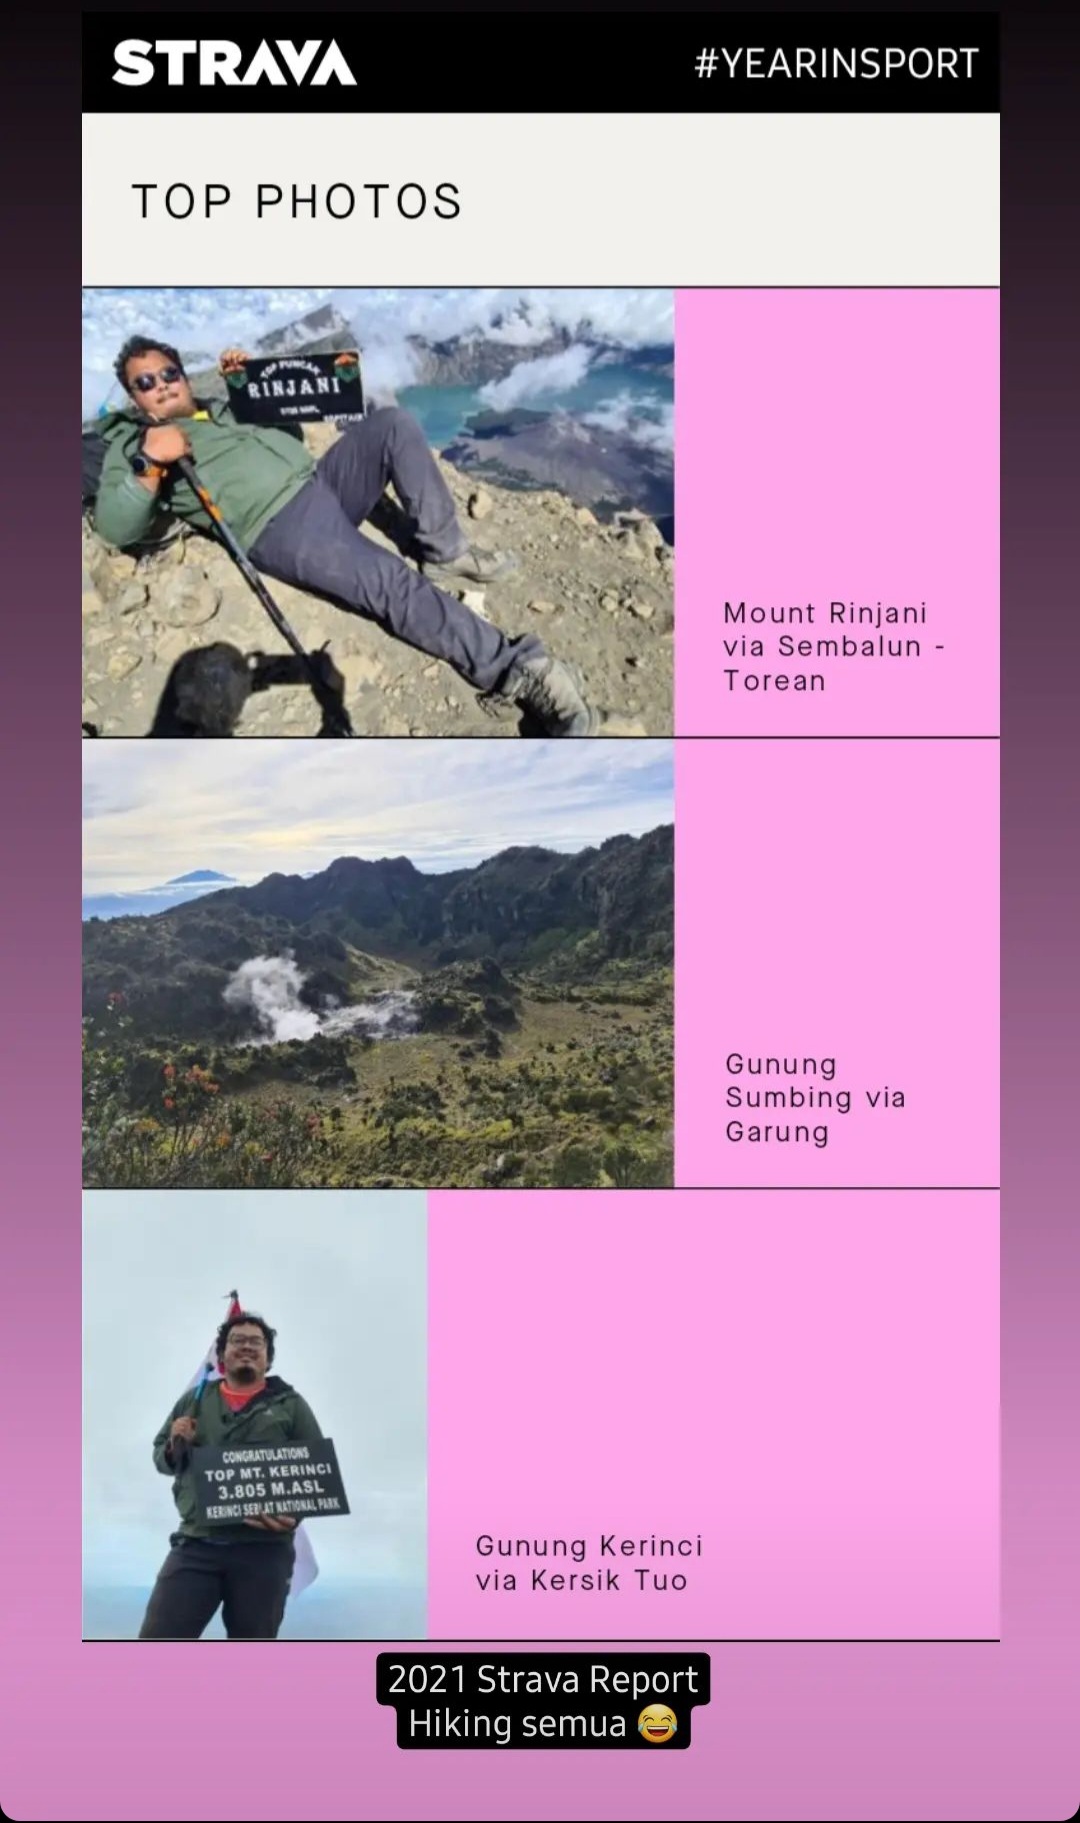 STRAVA
#YEARINSPORT
TOP PHOTOS
TOP PUNCAK
RINJANI
Mount Rinjani
via Sembalun -
Torean
Gunung
Sumbing via
Garung
CONGRATULATIONS
TOP MT. KERINCI
3.805 M.ASL
KERINCI SEBLAT NATIONAL PARK
Gunung Kerinci
via Kersik Tuo
2021 Strava Report
Hiking semua 😂